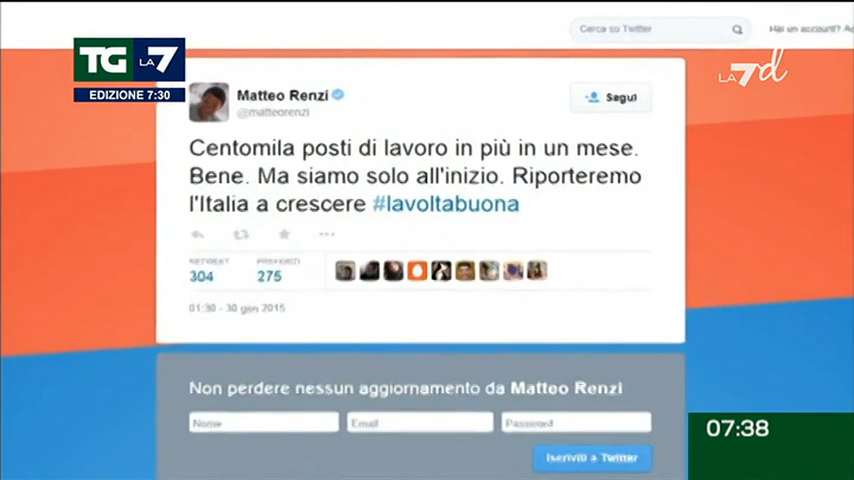 Cerca su Twitter
Hai un account? Ac
TG LA7
EDIZIONE 7:30
LA7d
Matteo Renzi
@matteorenzi
Segui
Centomila posti di lavoro in più in un mese.
Bene. Ma siamo solo all'inizio. Riporteremo
l'Italia a crescere #lavoltabuona
RETWEET
PREFERITI
304
275
01:30 - 30 gen 2015
Non perdere nessun aggiornamento da Matteo Renzi
Nome
Email
Password
Iscriviti a Twitter
07:38